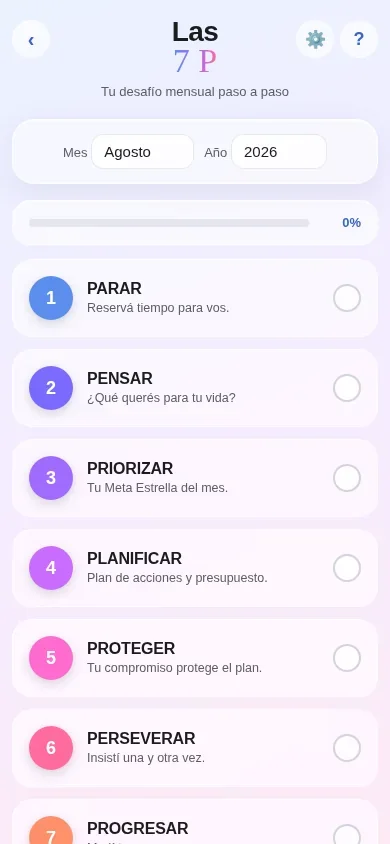 ‹
Las
7 P
⚙️ ?
Tu desafío mensual paso a paso
Mes Agosto Año 2026
0%
1 PARAR
Reservá tiempo para vos.
2 PENSAR
¿Qué querés para tu vida?
3 PRIORIZAR
Tu Meta Estrella del mes.
4 PLANIFICAR
Plan de acciones y presupuesto.
5 PROTEGER
Tu compromiso protege el plan.
6 PERSEVERAR
Insistí una y otra vez.
7 PROGRESAR